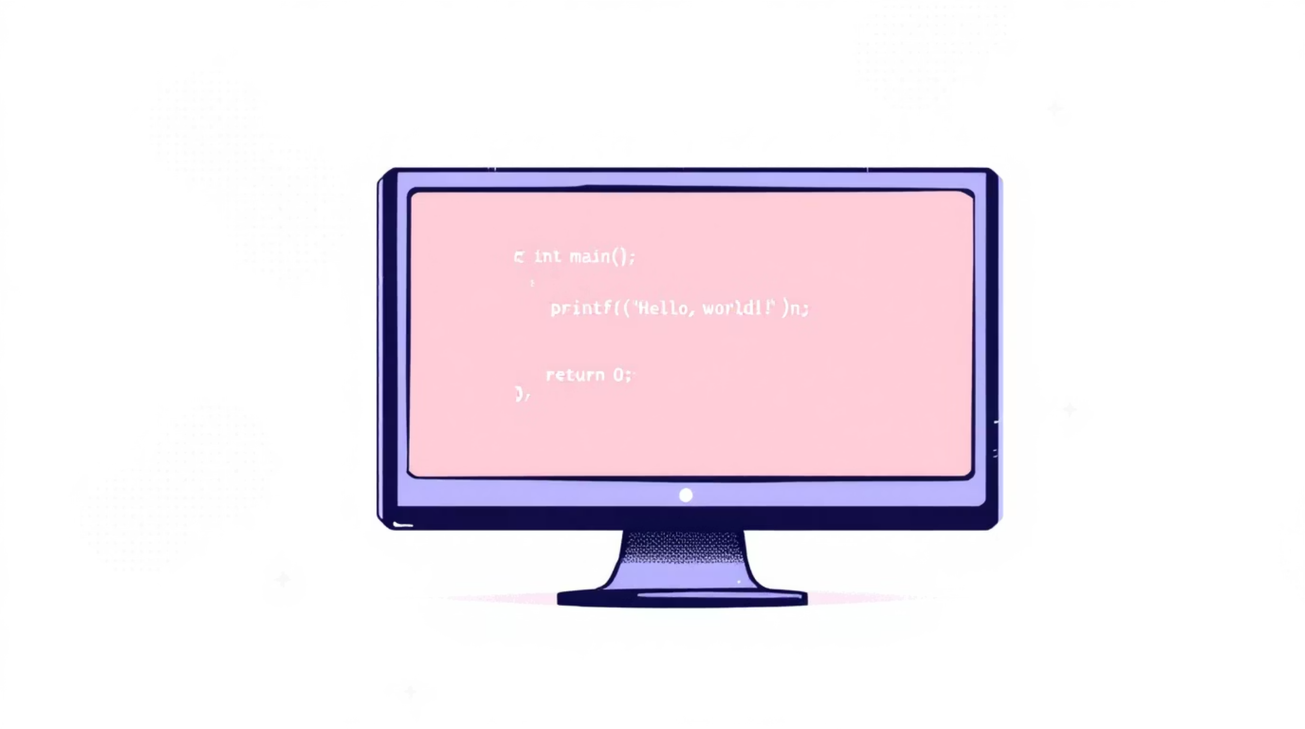 c int main();
printf(("Hello, world!!" )n;
return 0;
),